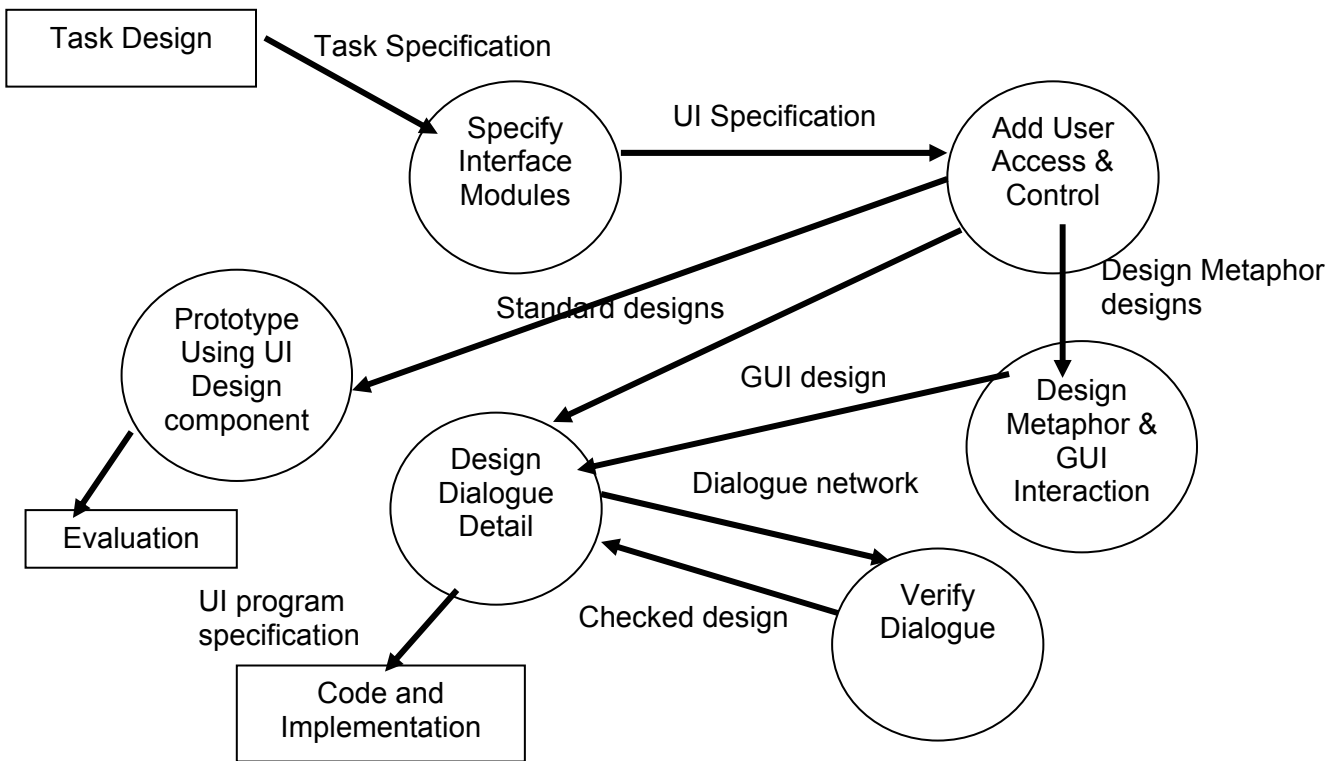 Task Design
Task Specification
Specify
Interface
Modules
UI Specification
Add User
Access &
Control
Design Metaphor
designs
Standard designs
Prototype
Using UI
Design
component
GUI design
Design
Metaphor &
GUI
Interaction
Design
Dialogue
Detail
Dialogue network
Evaluation
Verify
Dialogue
Checked design
UI program
specification
Code and
Implementation